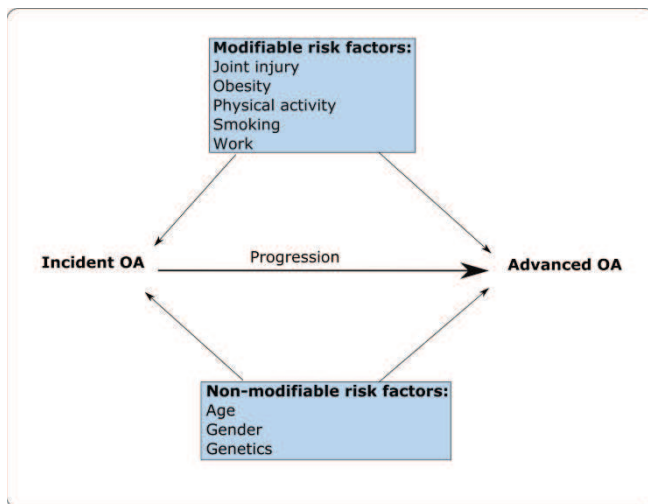 Modifiable risk factors:
Joint injury
Obesity
Physical activity
Smoking
Work
Progression
Incident OA
Advanced OA
Non-modifiable risk factors:
Age
Gender
Genetics